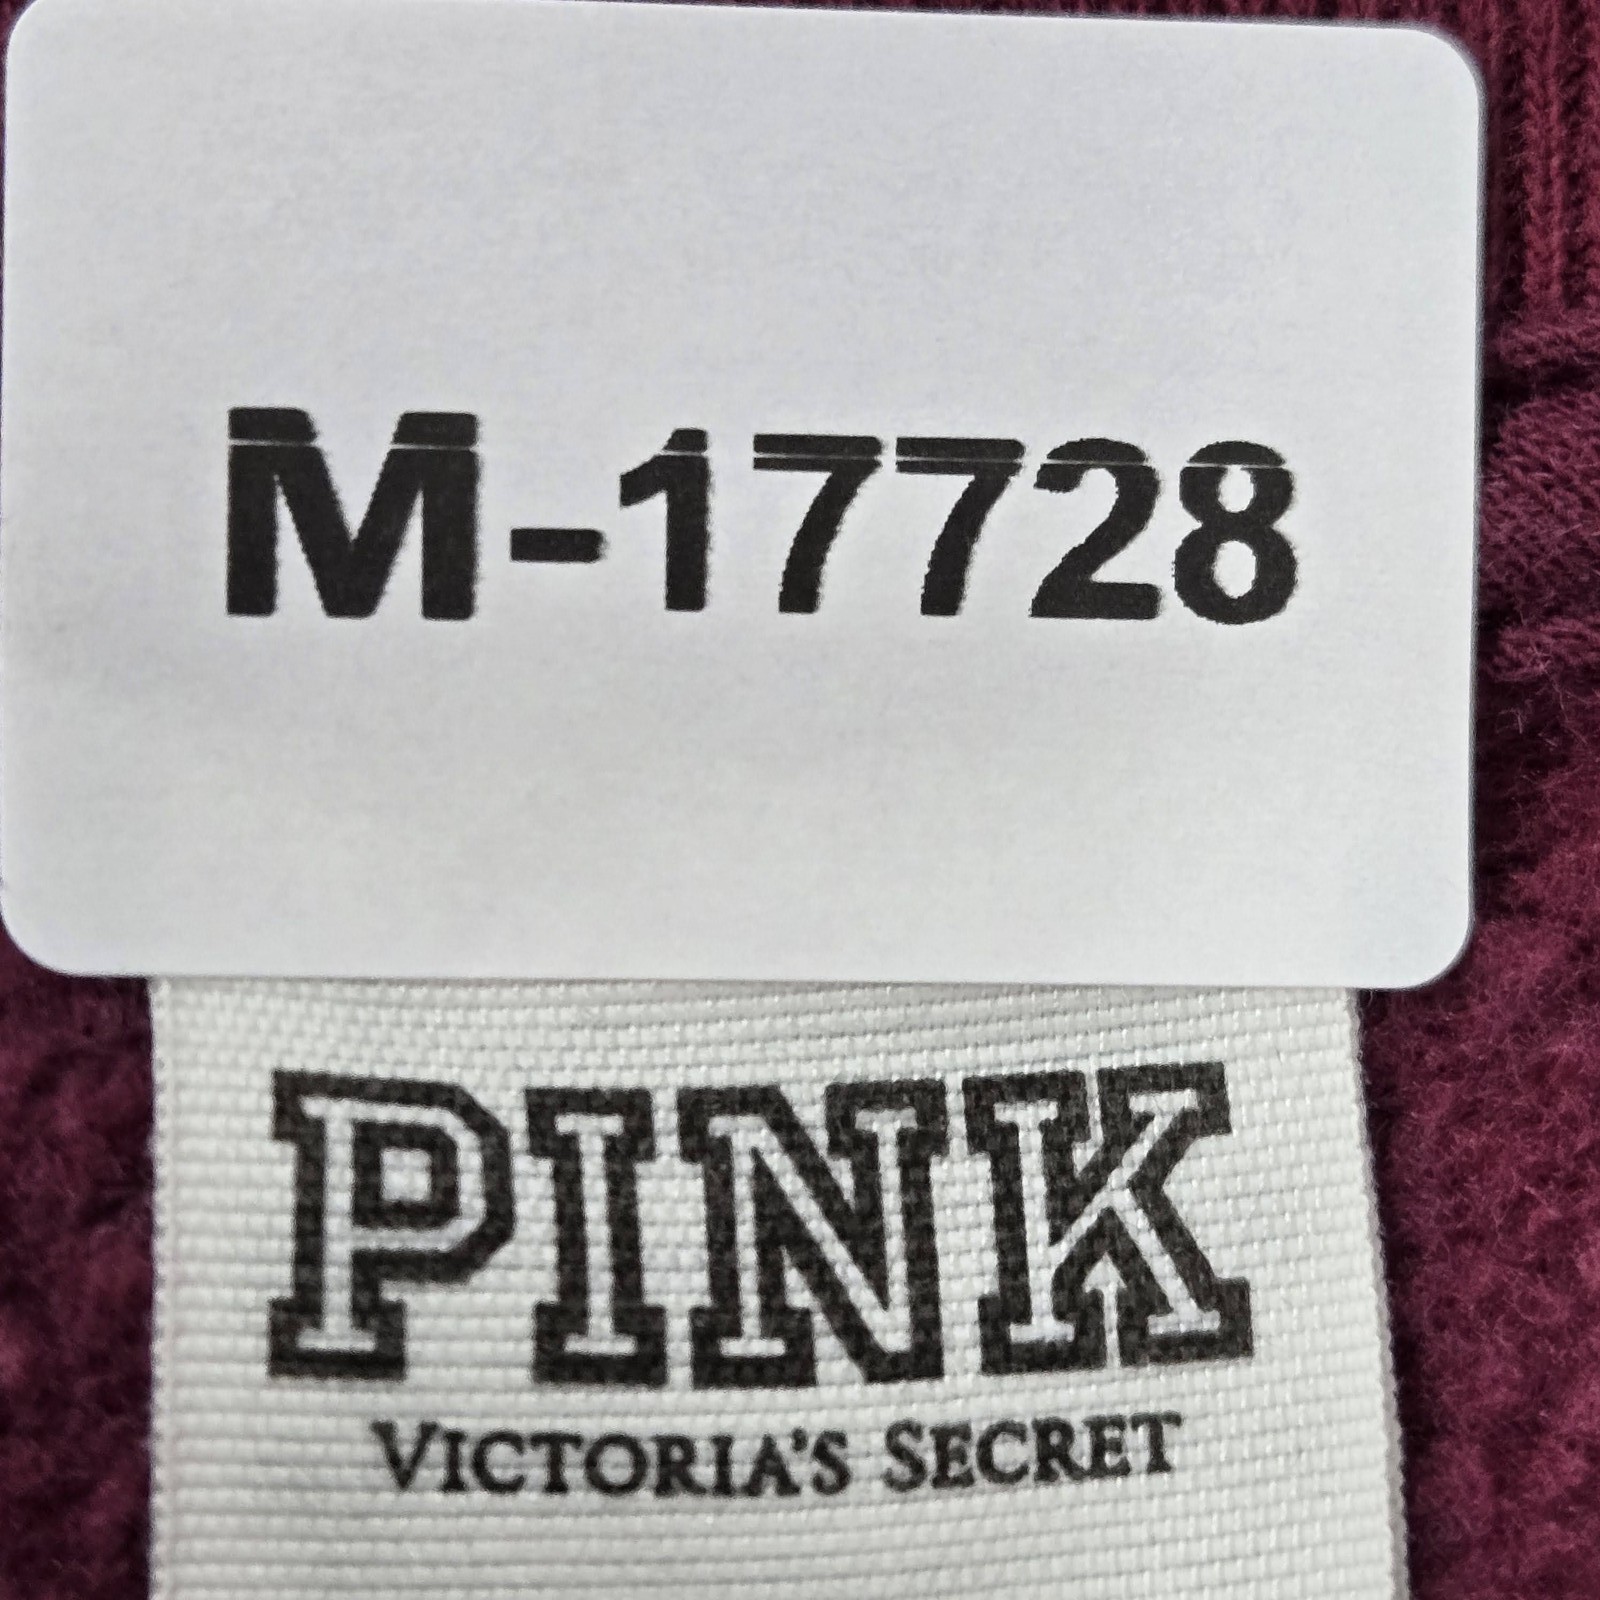 M-17728
PINK
VICTORIA'S SECRET